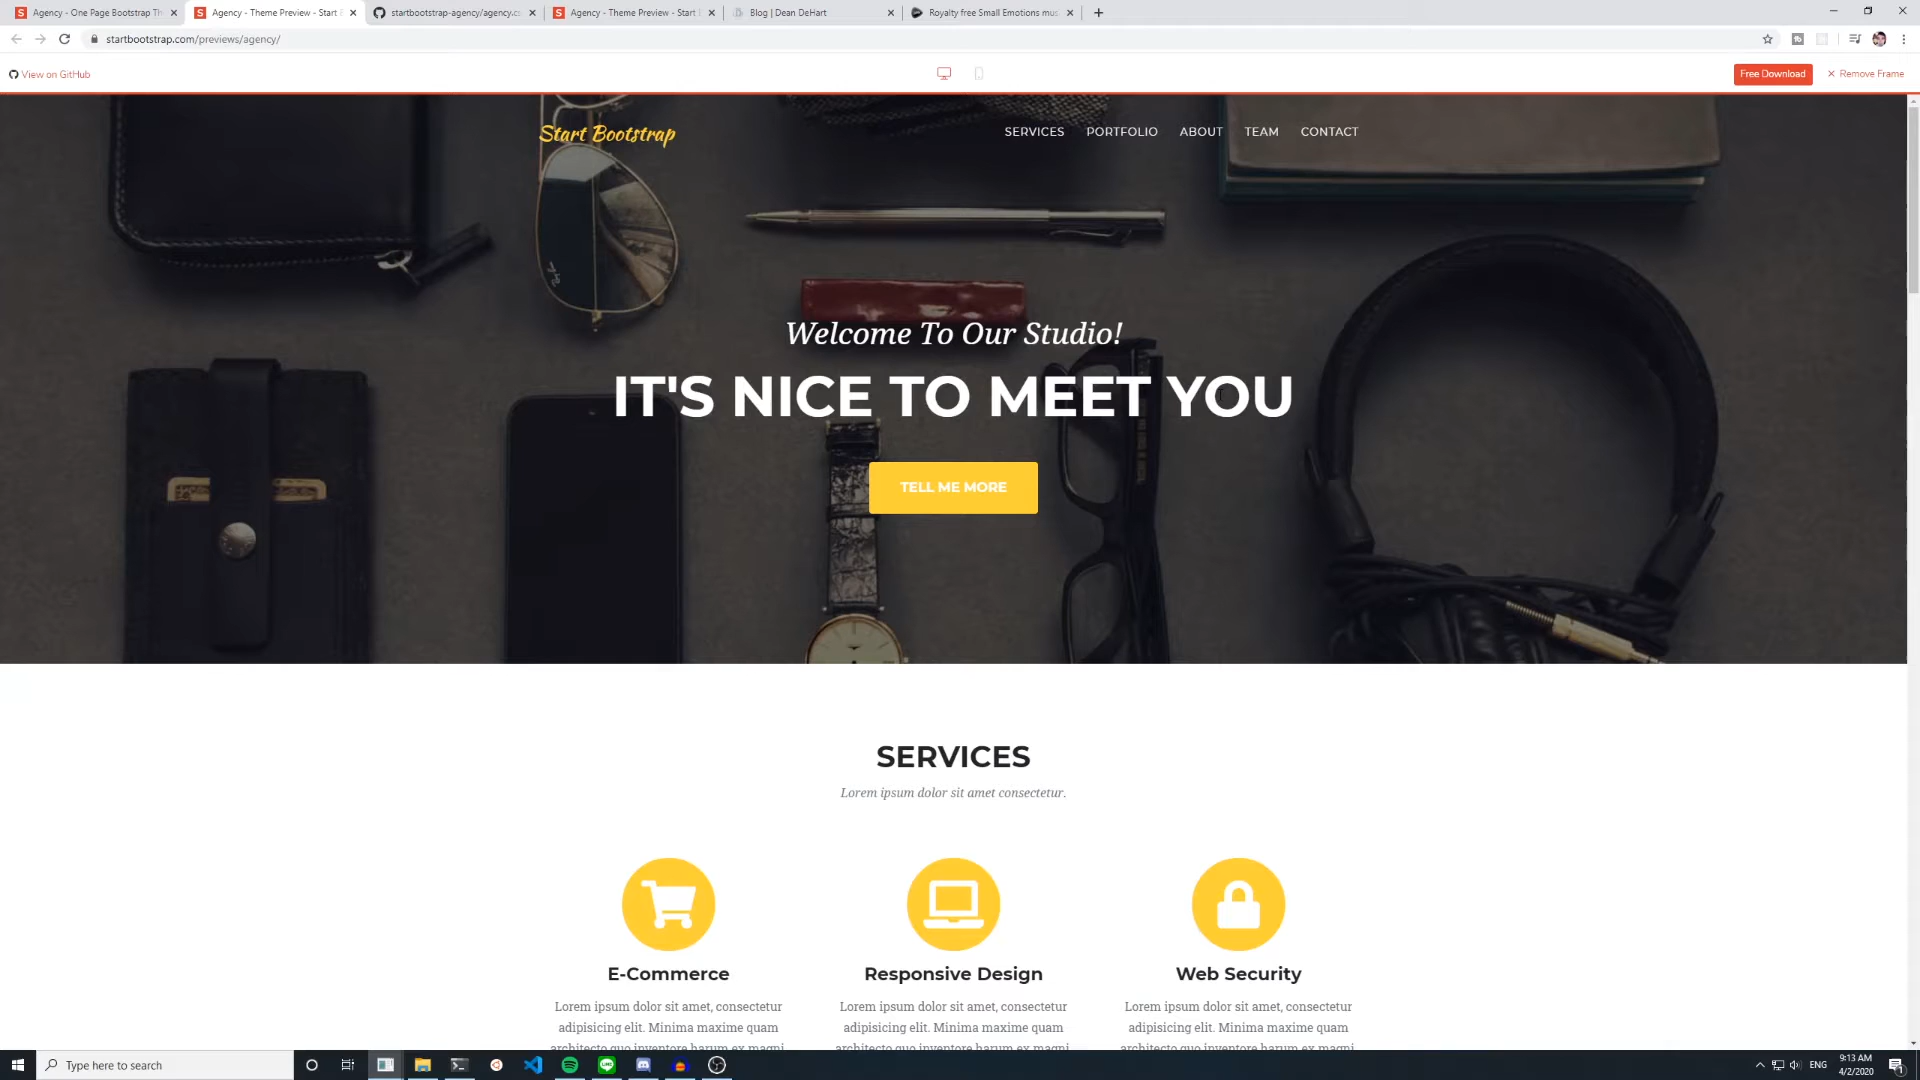 Agency - One Page Bootstrap Th
Agency - Theme Preview - Start
startbootstrap-agency/agency.cs
Agency - Theme Preview - Start
Blog | Dean DeHart
Royalty free Small Emotions mus
startbootstrap.com/previews/agency/
View on GitHub
Free Download
Remove Frame
Start Bootstrap
SERVICES
PORTFOLIO
ABOUT
TEAM
CONTACT
Ray-Ban
Welcome To Our Studio!
IT'S NICE TO MEET YOU
TELL ME MORE
SERVICES
Lorem ipsum dolor sit amet consectetur.
E-Commerce
Lorem ipsum dolor sit amet, consectetur
adipisicing elit. Minima maxime quam
architecto quo inventore harum ex magni
Responsive Design
Lorem ipsum dolor sit amet, consectetur
adipisicing elit. Minima maxime quam
architecto quo inventore harum ex magni
Web Security
Lorem ipsum dolor sit amet, consectetur
adipisicing elit. Minima maxime quam
architecto quo inventore harum ex magni
Type here to search
ENG
9:13 AM
4/2/2020